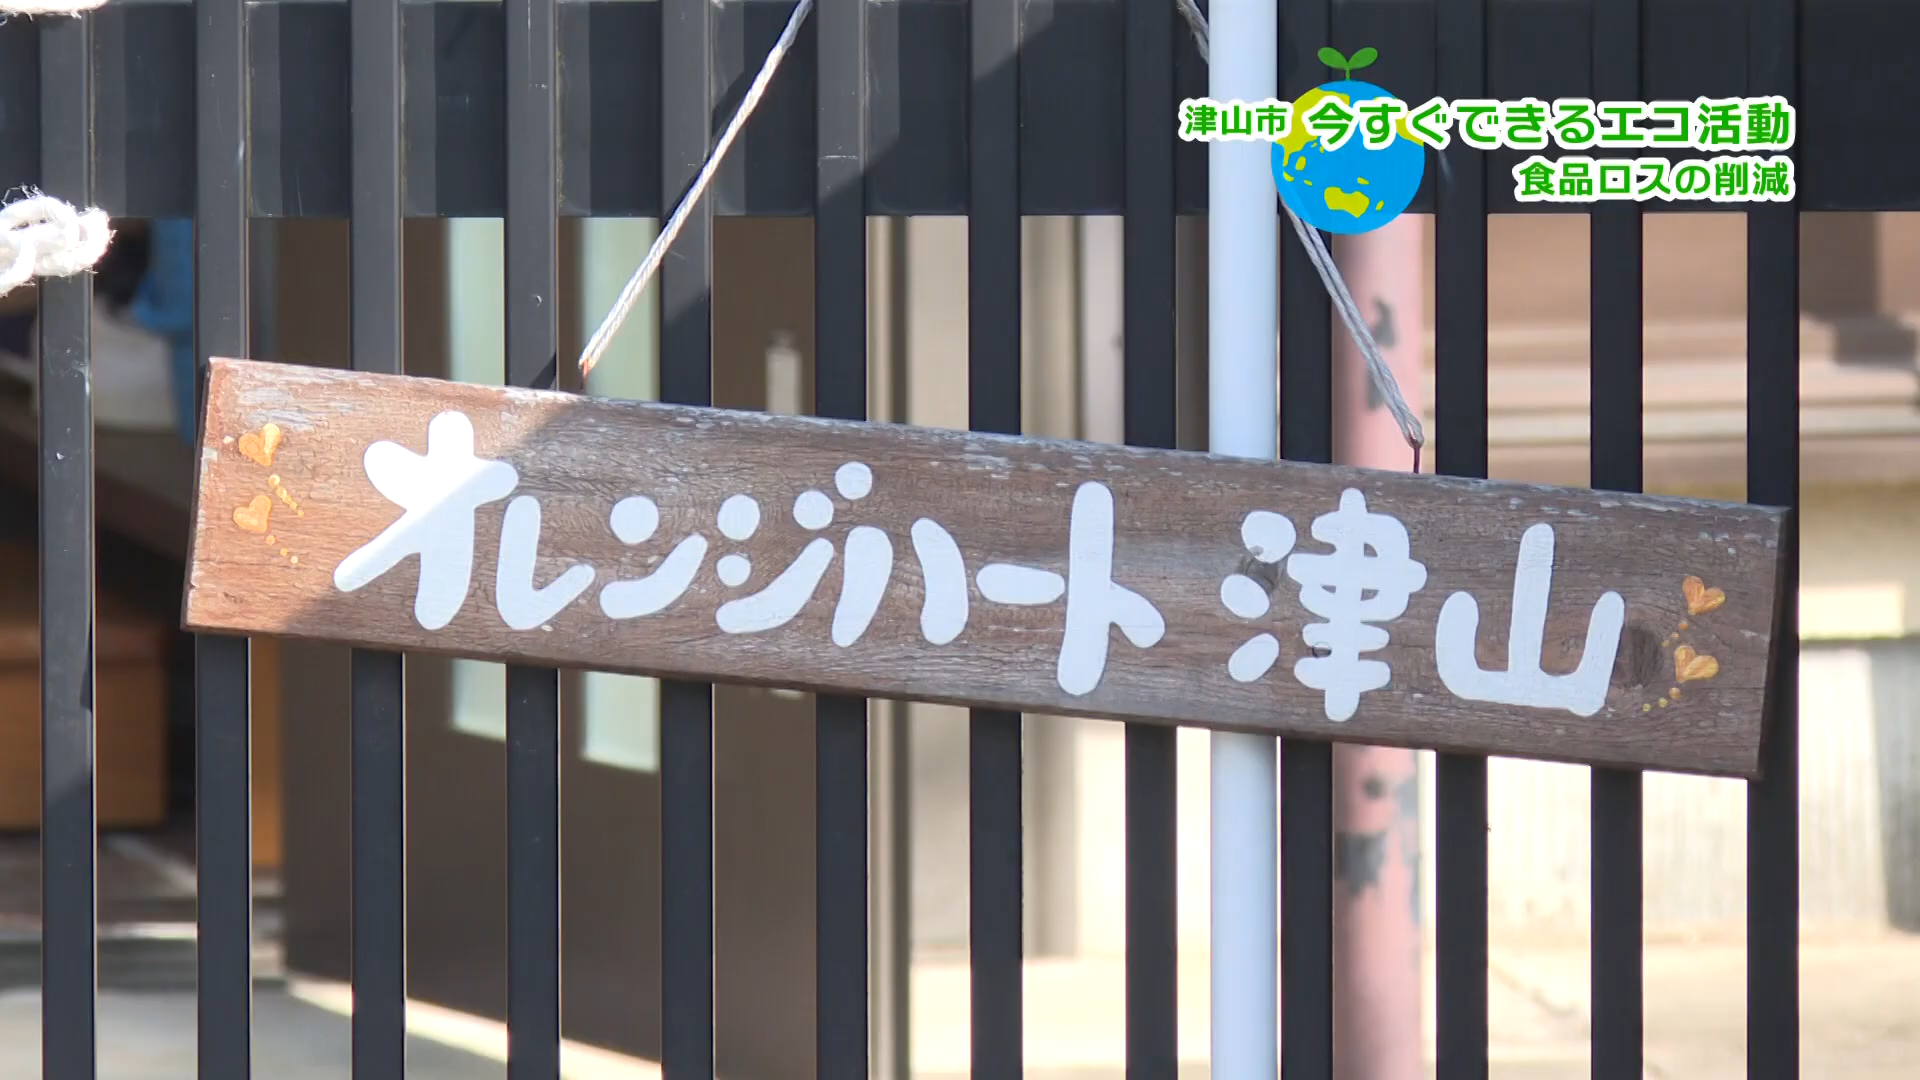 津山市 今すぐできるエコ活動
食品ロスの削減
オレンジハート津山